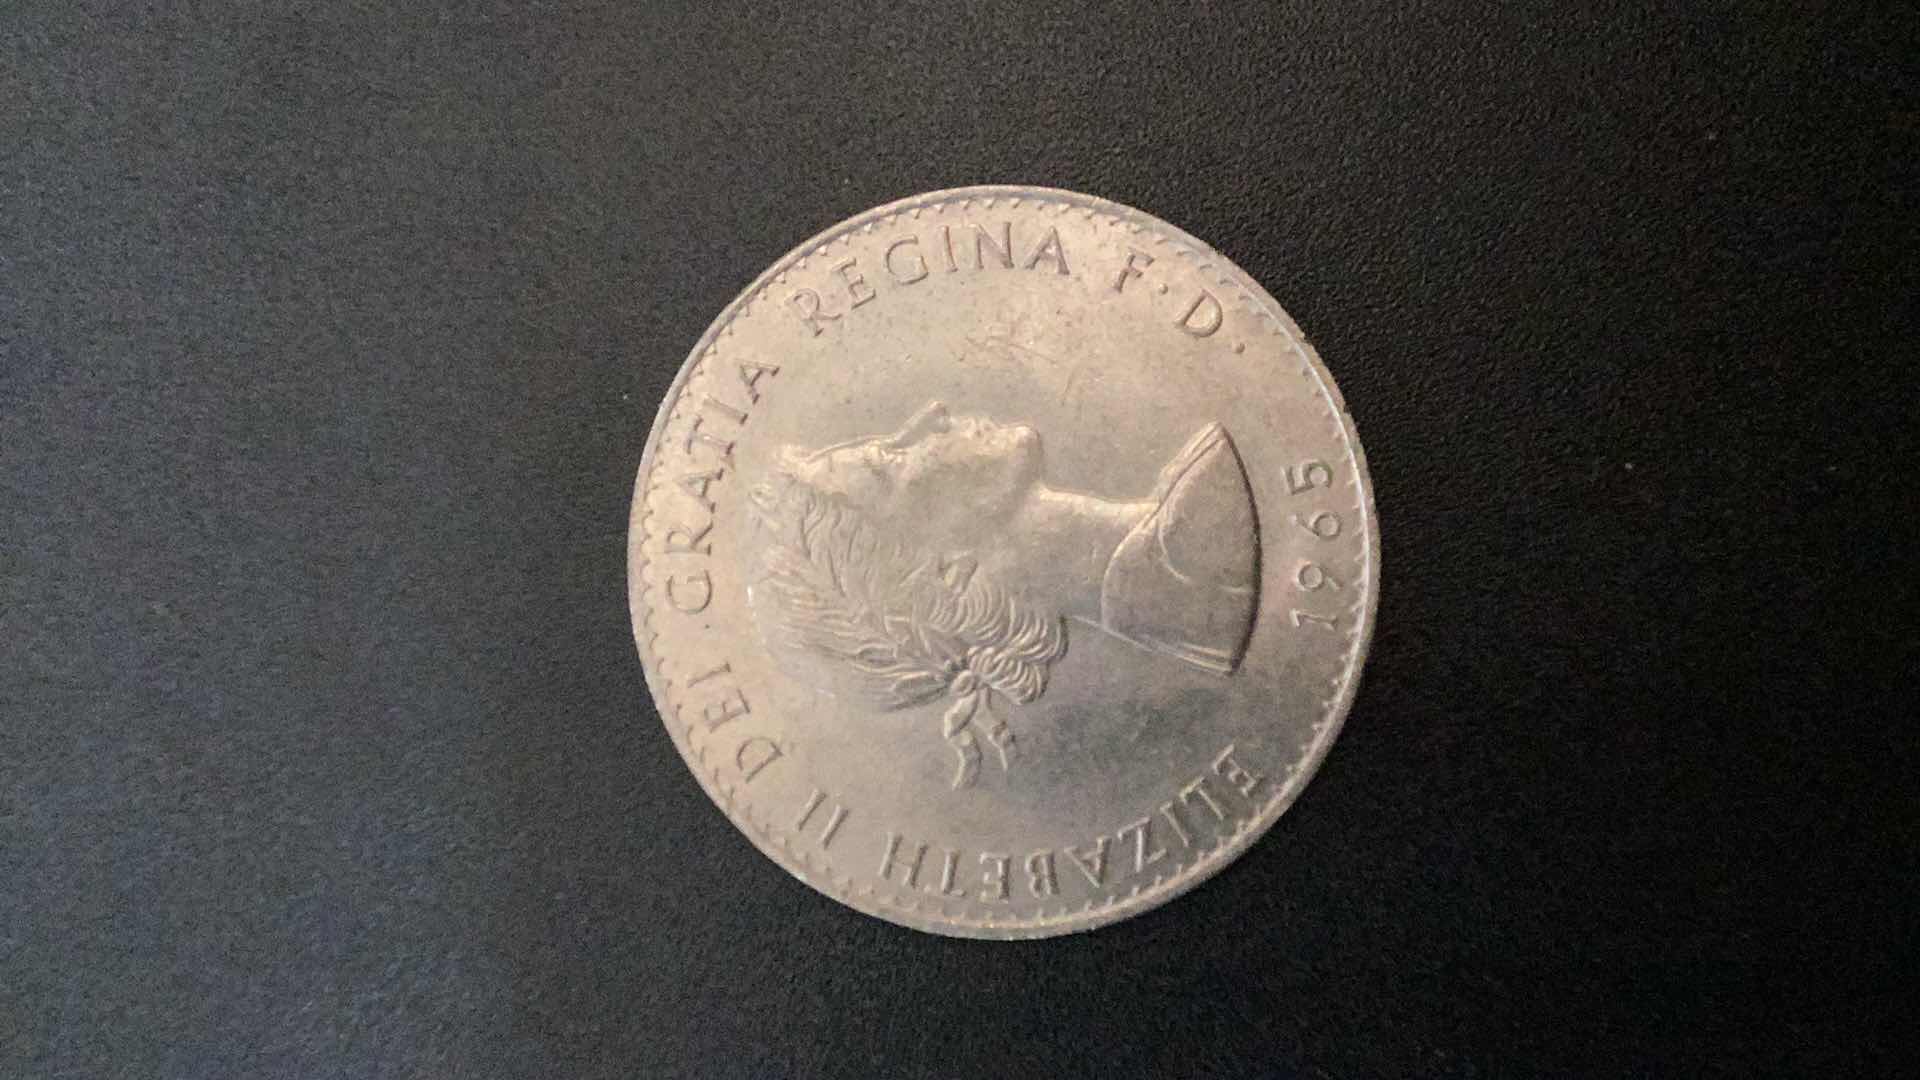 ELIZABETH II DEI GRATIA REGINA F.D.
1965